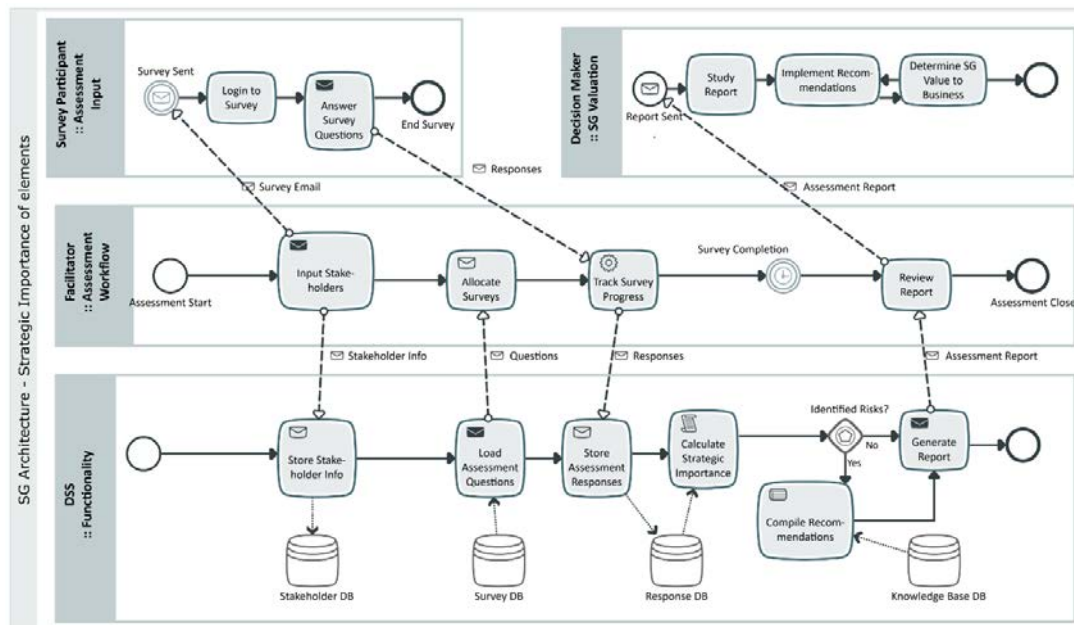 SG Architecture - Strategic Importance of elements
Survey Participant
:: Assessment
Input
Survey Sent
Login to
Survey
Answer
Survey
Questions
End Survey
Decision Maker
:: SG Valuation
Report Sent
Study
Report
Implement Recom-
mendations
Determine SG
Value to
Business
Survey Email
Responses
Assessment Report
Facilitator
:: Assessment
Workflow
Assessment Start
Input Stake-
holders
Allocate
Surveys
Track Survey
Progress
Survey Completion
Review
Report
Assessment Close
Stakeholder Info
Questions
Responses
Assessment Report
DSS
:: Functionality
Store Stake-
holder Info
Load
Assessment
Questions
Store
Assessment
Responses
Calculate
Strategic
Importance
Identified Risks?
No
Yes
Generate
Report
Compile Recom-
mendations
Stakeholder DB
Survey DB
Response DB
Knowledge Base DB